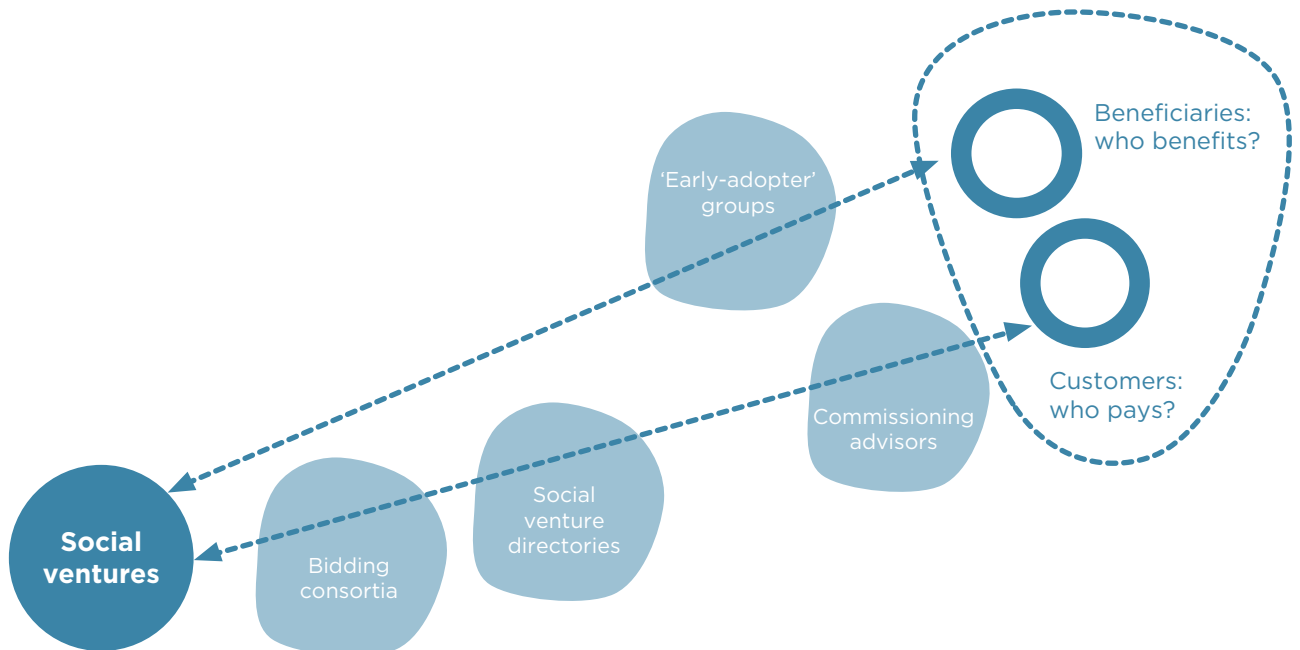 Beneficiaries:
who benefits?
‘Early-adopter’
groups
Customers:
who pays?
Commissioning
advisors
Social
venture
directories
Social
ventures
Bidding
consortia